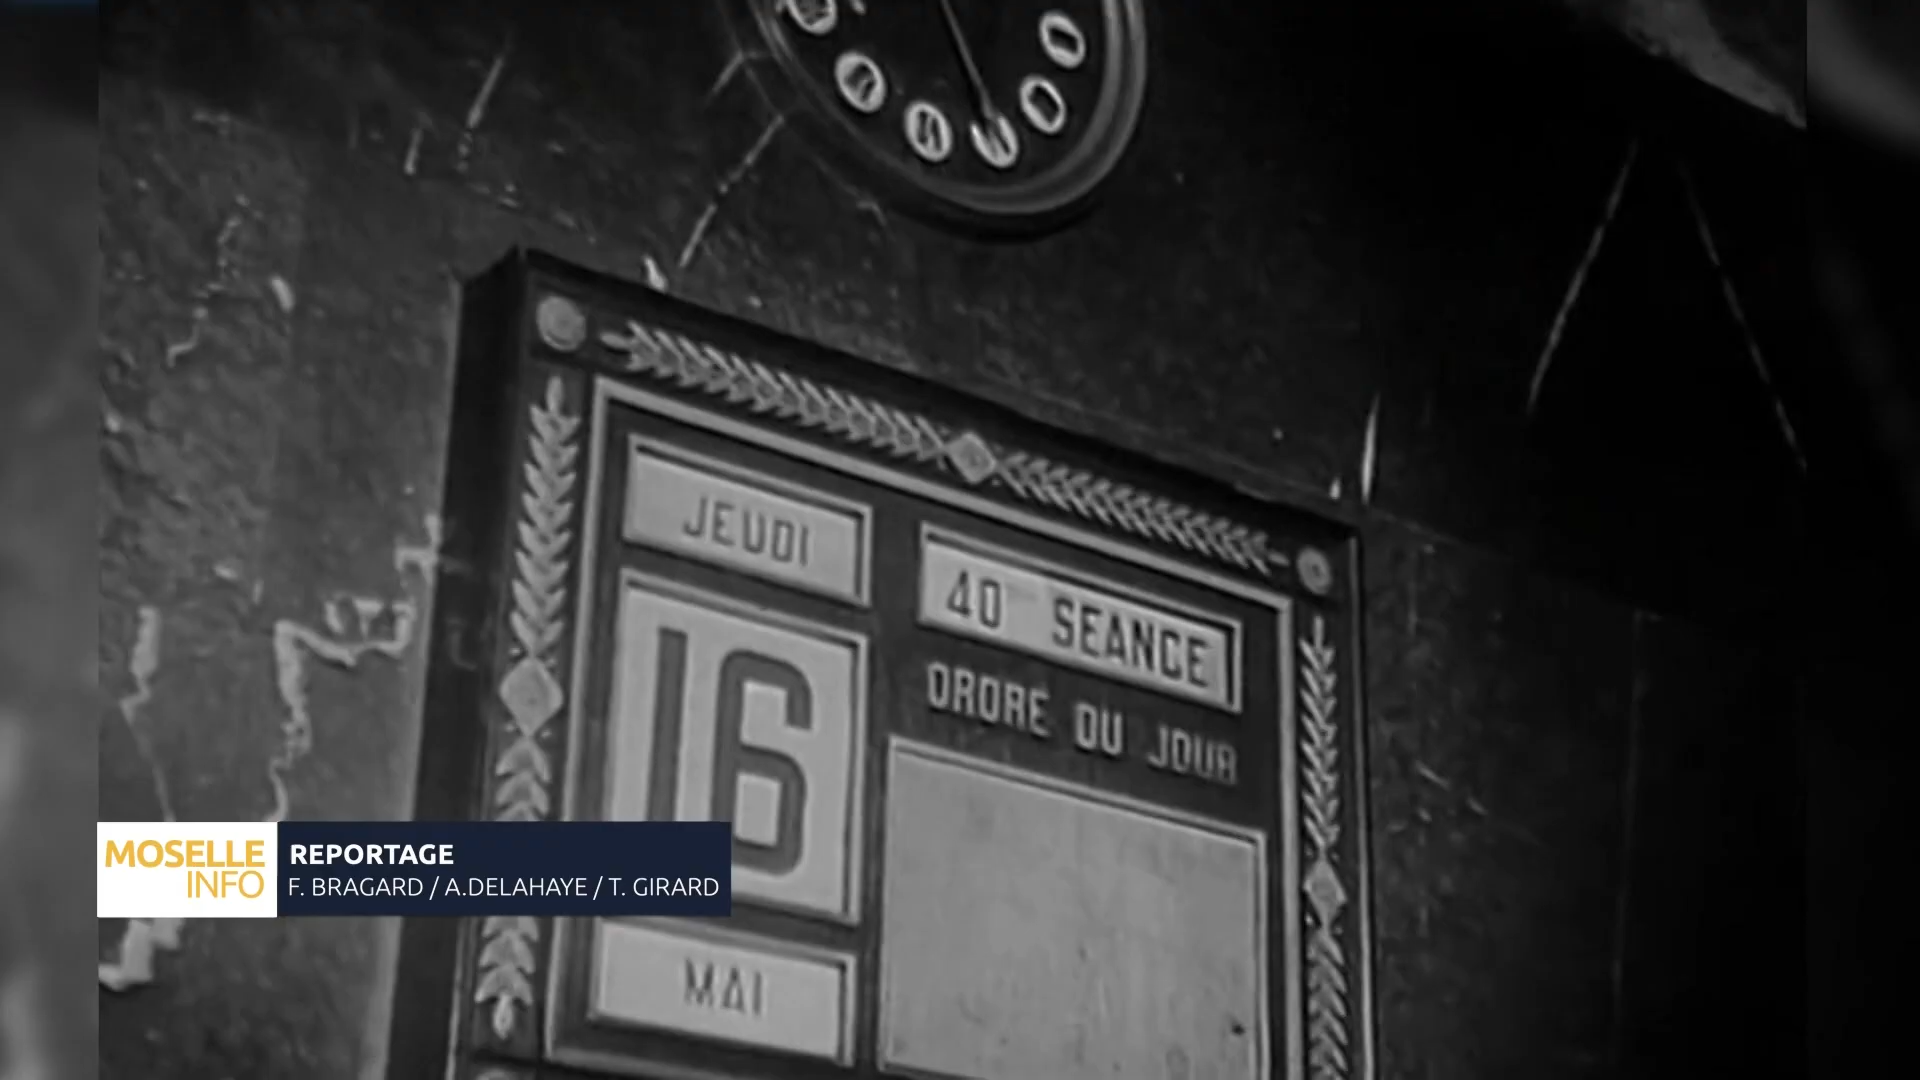 JEUDI
16
MAI
40 SEANCE
ORDRE DU JOUR
MOSELLE
INFO
REPORTAGE
F. BRAGARD / A.DELAHAYE / T. GIRARD